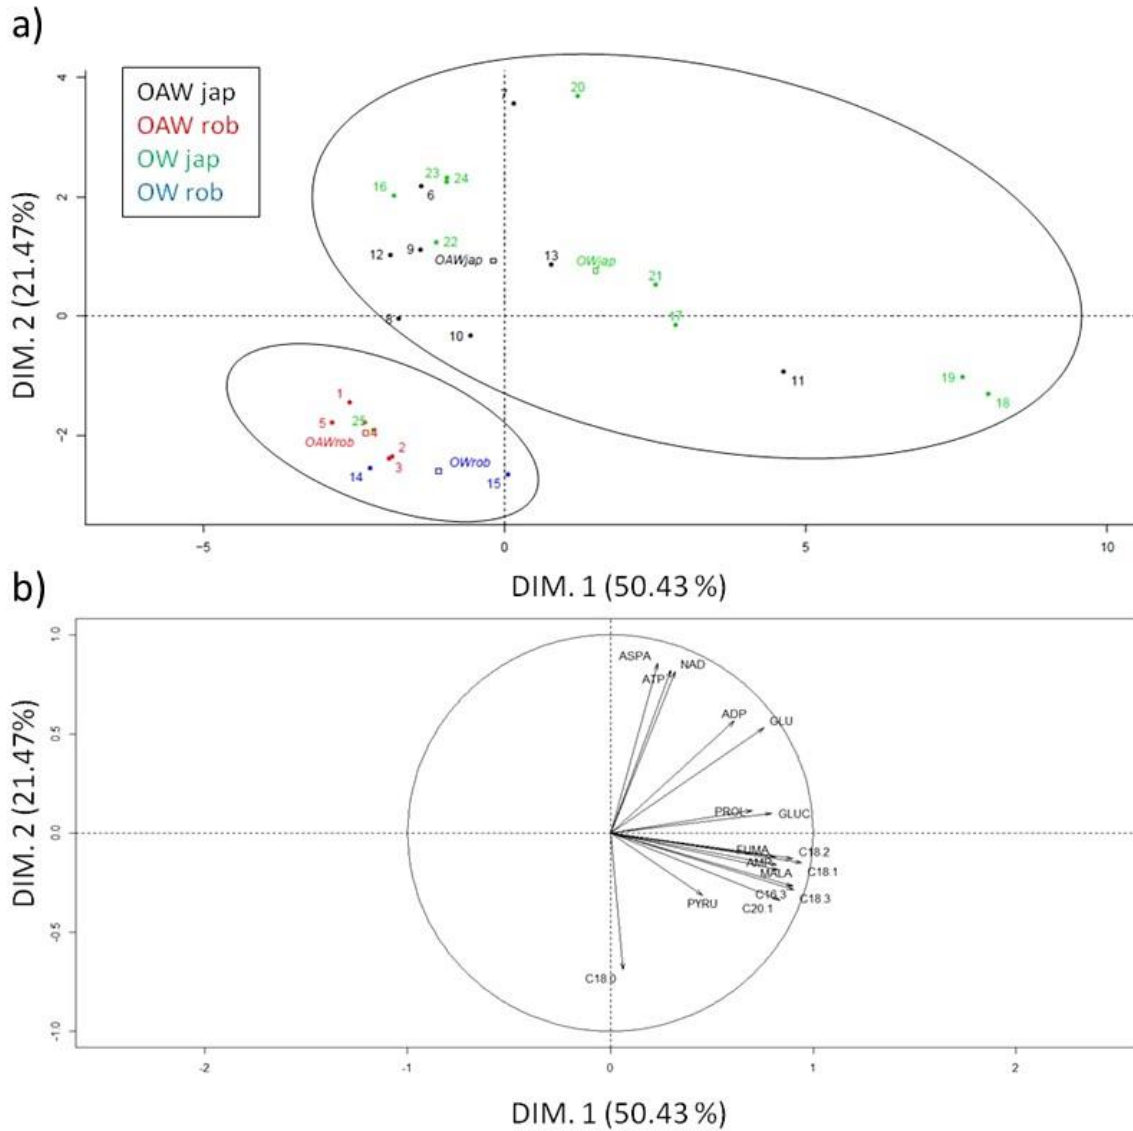 a)
OAW jap
OAW rob
OW jap
OW rob
DIM. 2 (21.47%)
4
2
0
-2
7
20
23
24
16
6
22
12
9
OAWjap
13
OWjap
21
8
17
10
11
19
18
1
5
25
4
OAWrob
2
3
14
OWrob
15
-5
0
5
10
DIM. 1 (50.43 %)
b)
DIM. 2 (21.47%)
1.0
0.5
0.0
-0.5
-1.0
ASPA
NAD
ATP
ADP
GLU
PROL
GLUC
FUMA
C18.2
AMP
MALA
C18.1
C16.3
C18.3
C20.1
PYRU
C18.0
-2
-1
0
1
2
DIM. 1 (50.43 %)